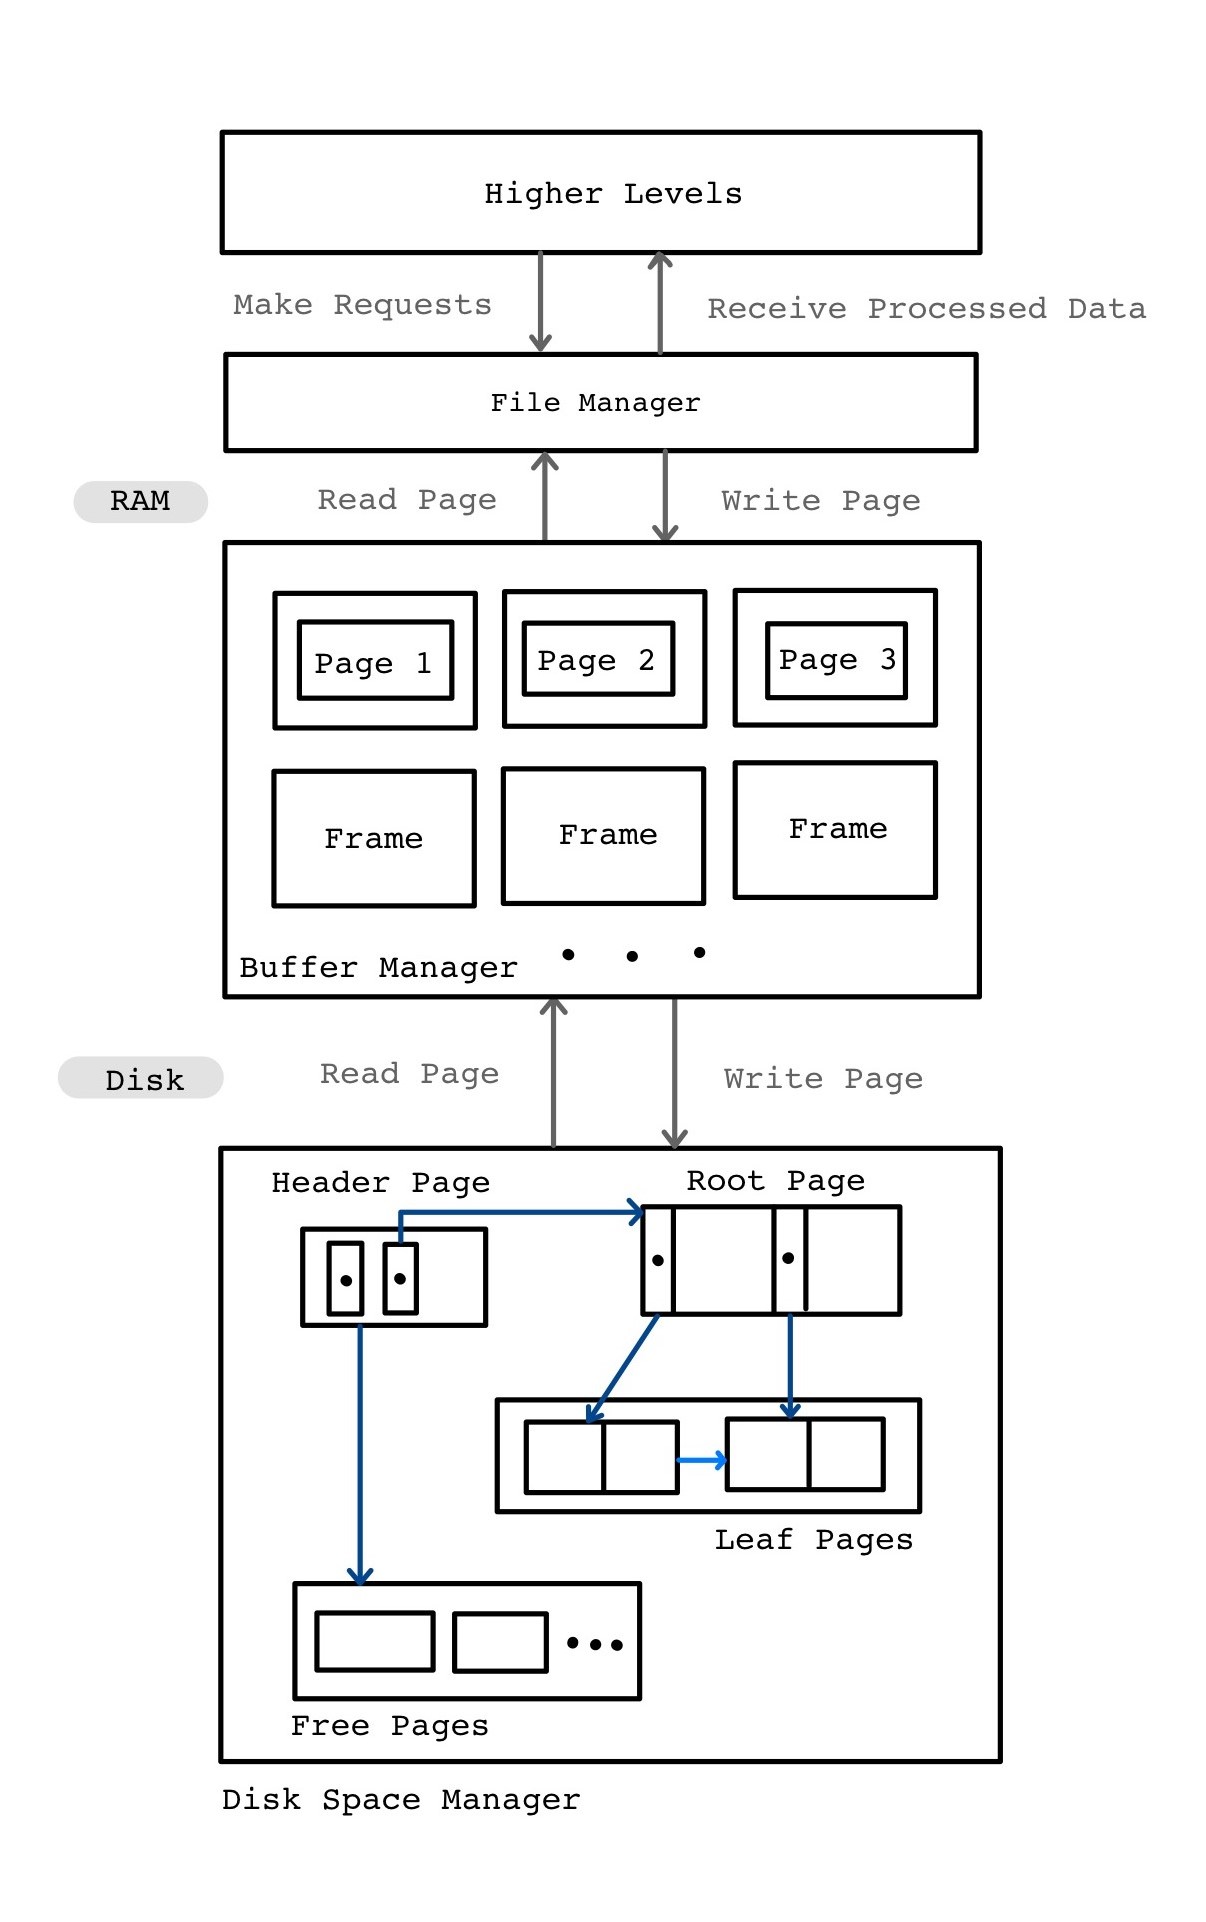 Higher Levels
Make Requests
Receive Processed Data
File Manager
RAM
Read Page
Write Page
Page 1
Page 2
Page 3
Frame
Frame
Frame
Buffer Manager
Disk
Read Page
Write Page
Header Page
Root Page
Leaf Pages
Free Pages
Disk Space Manager